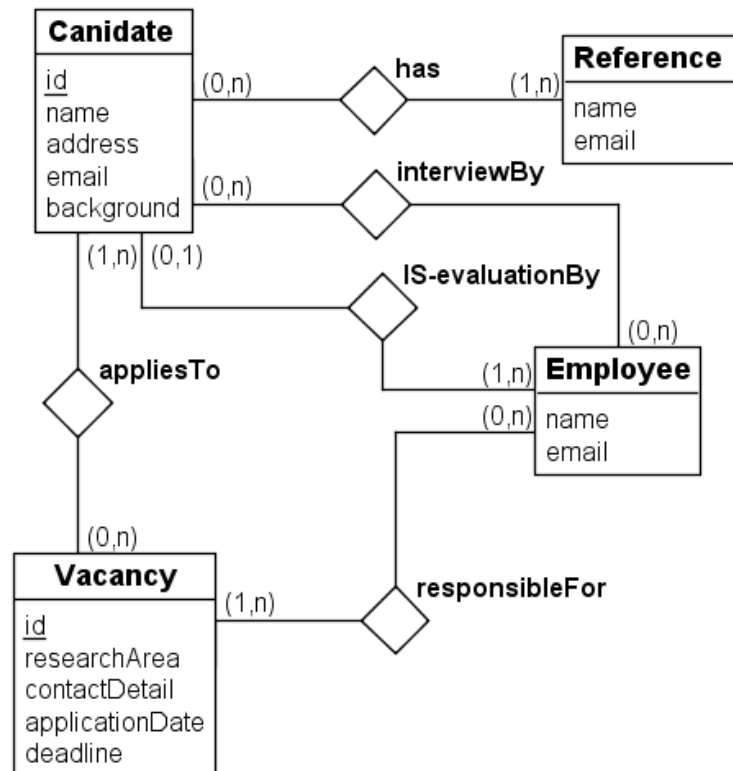 Canidate
id
name
address
email
background
(0,n)
has
(1,n)
Reference
name
email
(0,n)
interviewBy
(0,n)
(1,n)
(0,1)
IS-evaluationBy
(1,n)
Employee
name
email
(0,n)
appliesTo
(0,n)
Vacancy
id
researchArea
contactDetail
applicationDate
deadline
(1,n)
responsibleFor